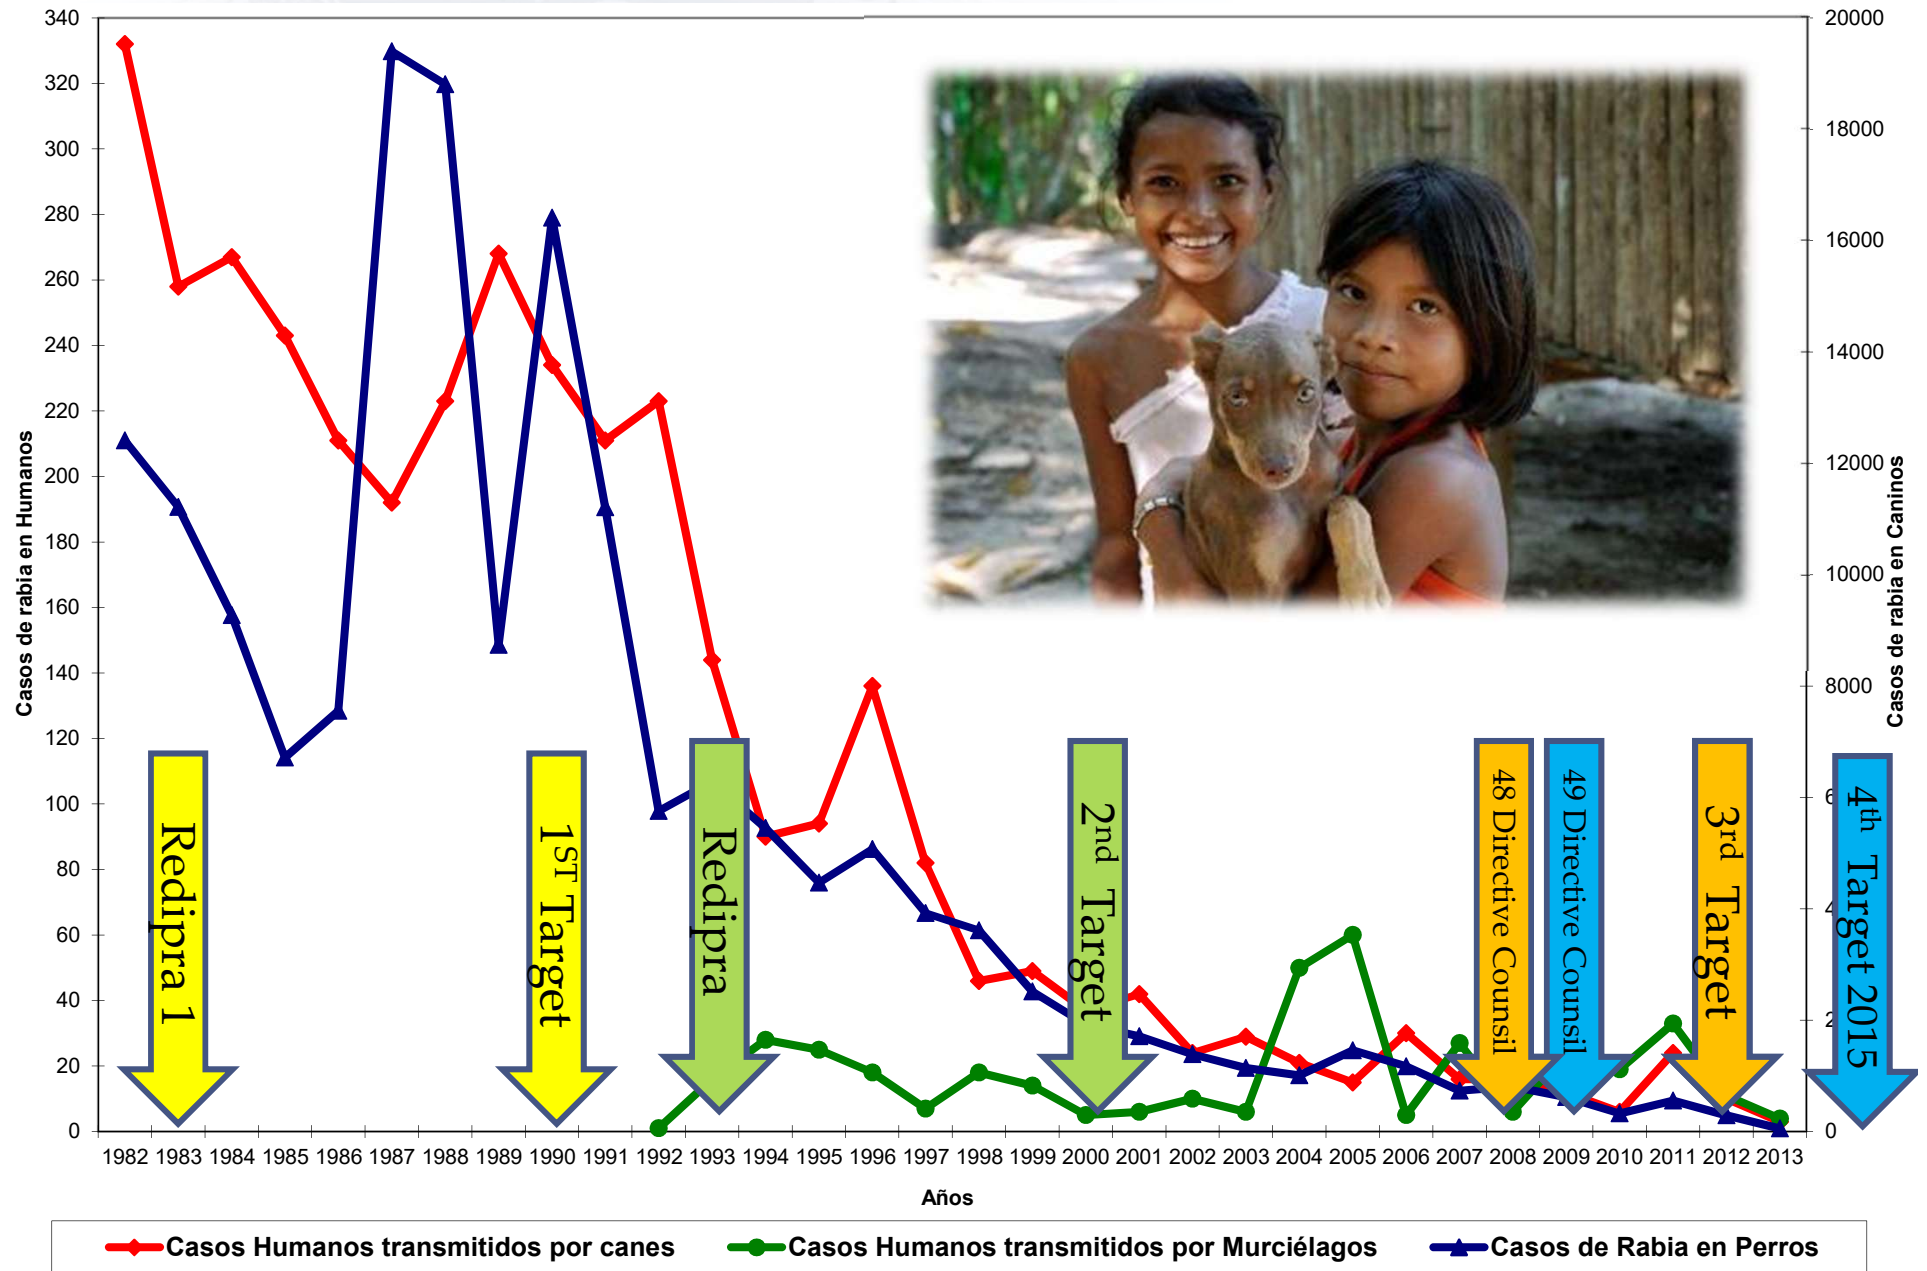 340
320
300
280
260
240
220
200
180
160
140
120
100
80
60
40
20
0
Casos de rabia en Humanos
20000
18000
16000
14000
12000
10000
8000
6
4
2
0
Casos de rabia en Caninos
Redipra 1
1ST Target
Redipra
2nd Target
48 Directive Counsil
49 Directive Counsil
3rd Target
4th Target 2015
1982 1983 1984 1985 1986 1987 1988 1989 1990 1991 1992 1993 1994 1995 1996 1997 1998 1999 2000 2001 2002 2003 2004 2005 2006 2007 2008 2009 2010 2011 2012 2013
Años
Casos Humanos transmitidos por canes Casos Humanos transmitidos por Murciélagos Casos de Rabia en Perros